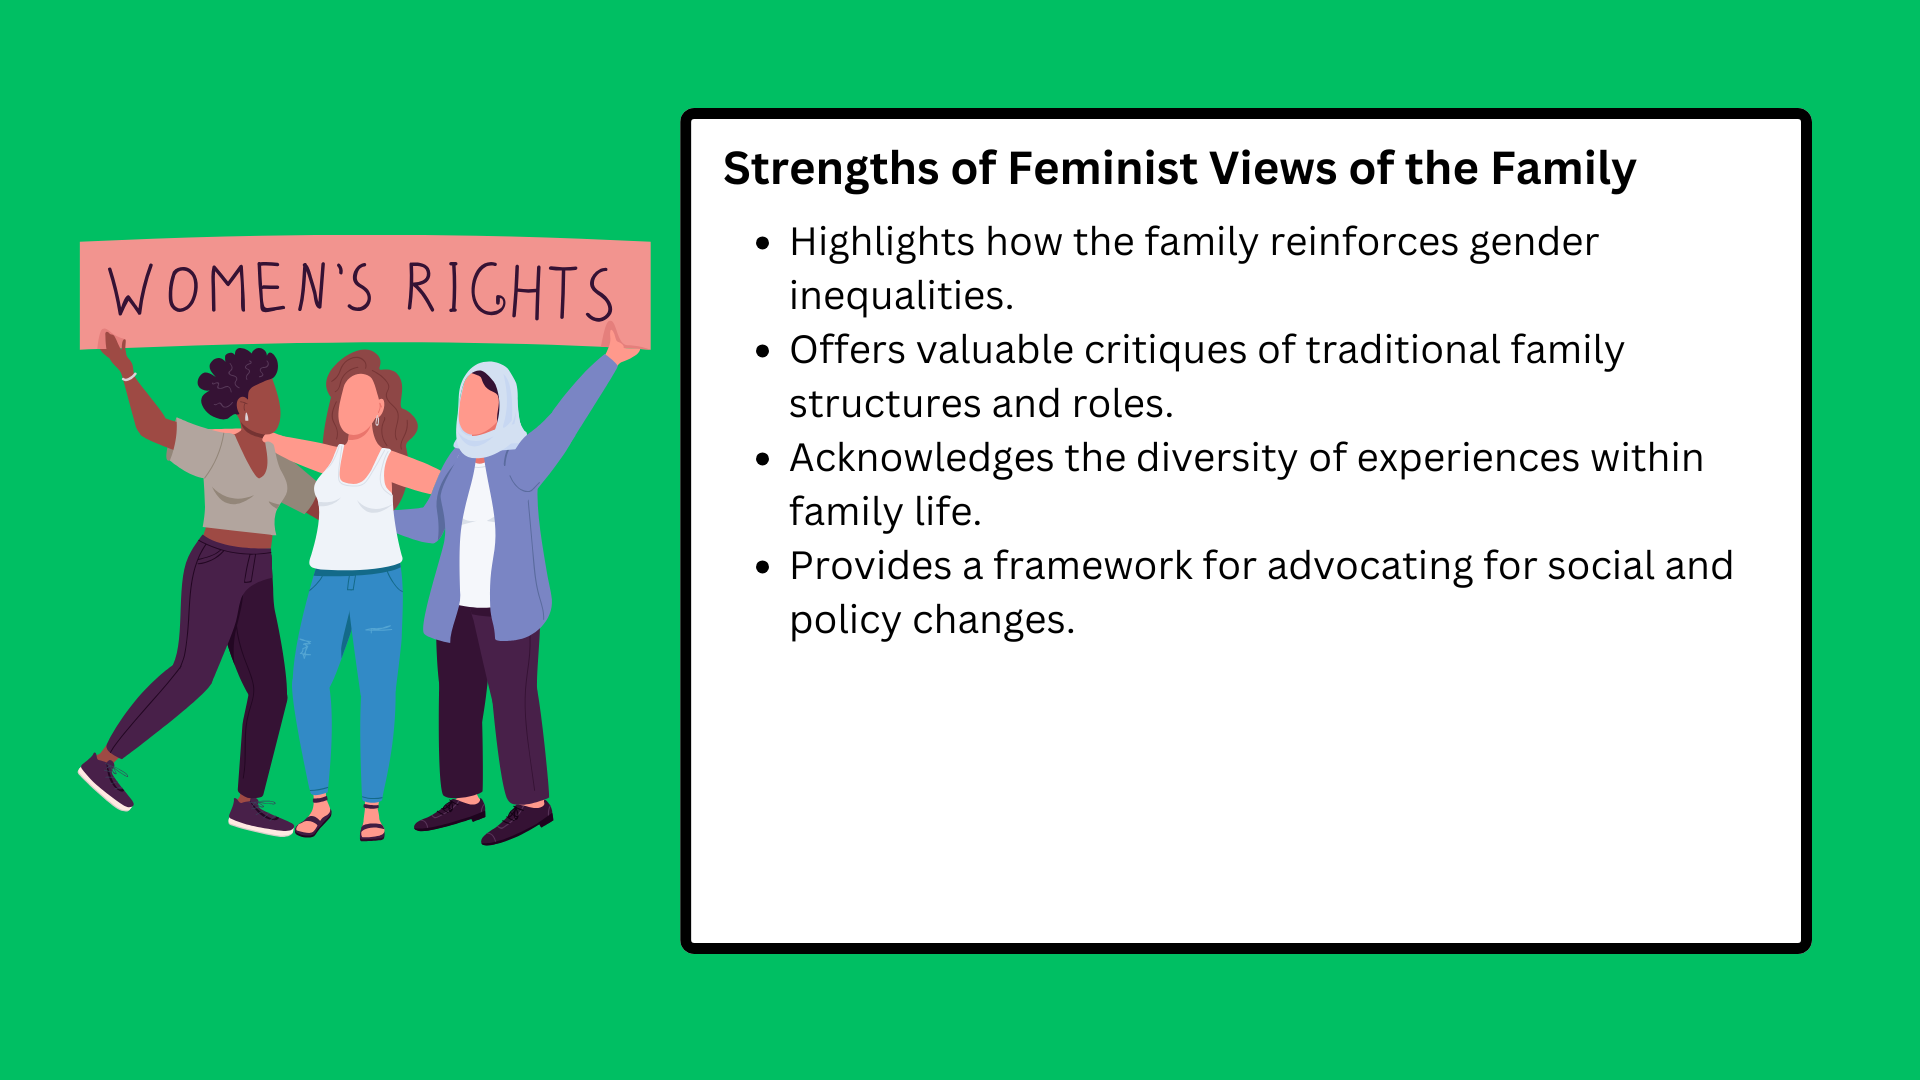 WOMEN'S RIGHTS
Strengths of Feminist Views of the Family
• Highlights how the family reinforces gender
inequalities.
• Offers valuable critiques of traditional family
structures and roles.
• Acknowledges the diversity of experiences within
family life.
• Provides a framework for advocating for social and
policy changes.